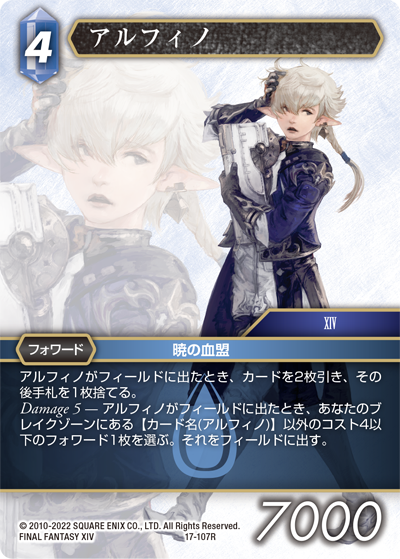 4
アルフィノ
XIV
フォワード
暁の血盟
アルフィノがフィールドに出たとき、カードを2枚引き、その
後手札を1枚捨てる。
Damage 5 — アルフィノがフィールドに出たとき、あなたのブ
レイクゾーンにある【カード名(アルフィノ)】以外のコスト4以
下のフォワード1枚を選ぶ。それをフィールドに出す。
© 2010-2022 SQUARE ENIX CO., LTD. All Rights Reserved.
FINAL FANTASY XIV
17-107R
7000